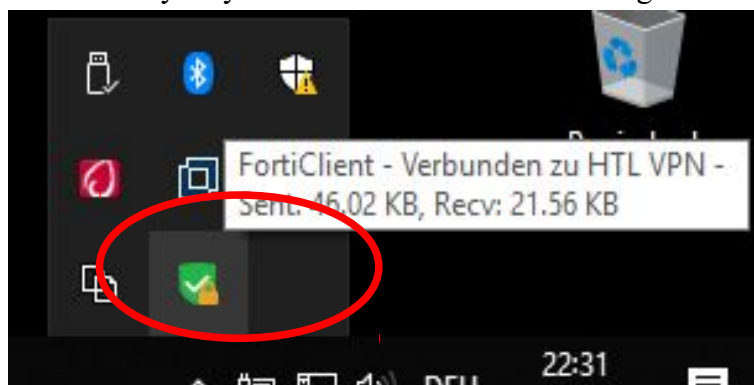 FortiClient - Verbunden zu HTL VPN -
Sent: 46.02 KB, Recv: 21.56 KB
22:31
DEU